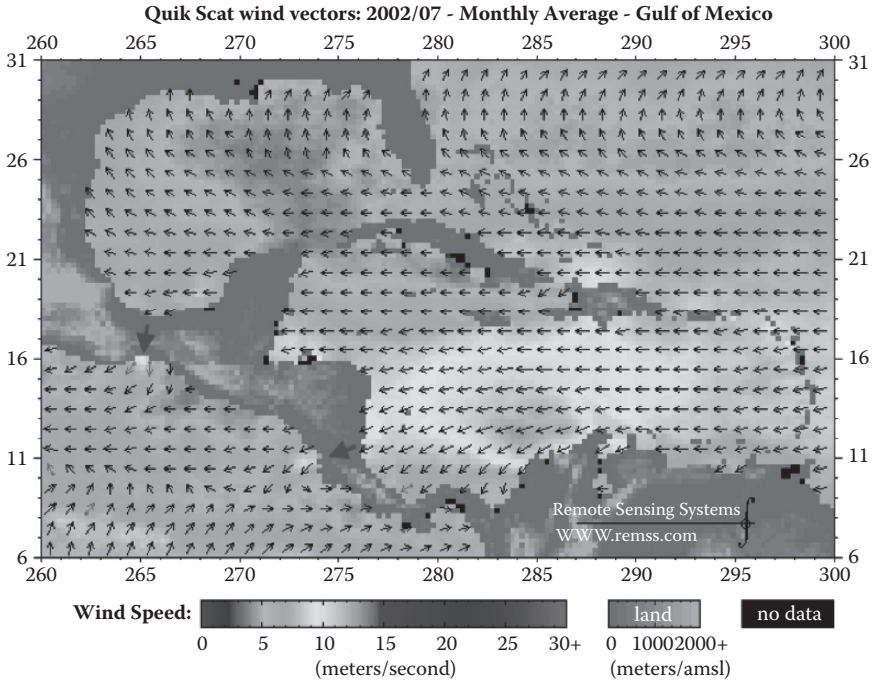 Quik Scat wind vectors: 2002/07 - Monthly Average - Gulf of Mexico
260 265 270 275 280 285 290 295 300
31 31
26 26
21 21
16 16
11 11
6 6
Remote Sensing Systems
WWW.remss.com
260 265 270 275 280 285 290 295 300
Wind Speed: land no data
0 5 10 15 20 25 30+ 0 10002000+
(meters/second) (meters/amsl)